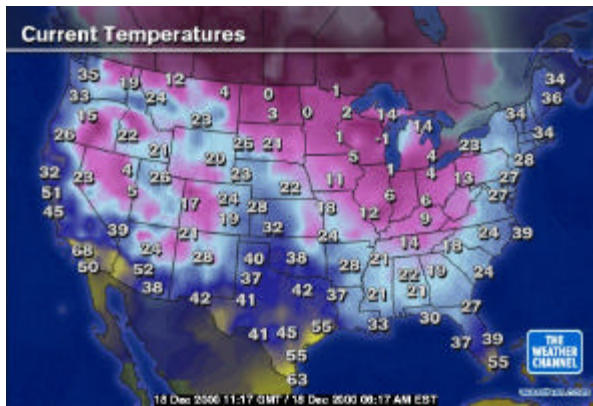 Current Temperatures
35 19 12 4 0 1 34
33 24 3 0 2 14 36
15 23 1 -1 14 34
26 22 21 20 25 21 5 4 23 34
32 23 4 26 23 22 11 1 4 13 28
51 5 17 24 28 18 12 6 6 27 27
45 39 21 19 32 24 9 24 39
68 24 28 40 38 28 21 14 18
50 52 37 22 19 24
38 42 41 42 37 21 21 27
41 45 55 33 30 37 39
55 55
63
THE
WEATHER
CHANNEL
weather.com
18 Dec 2000 11:17 GMT / 18 Dec 2000 06:17 AM EST